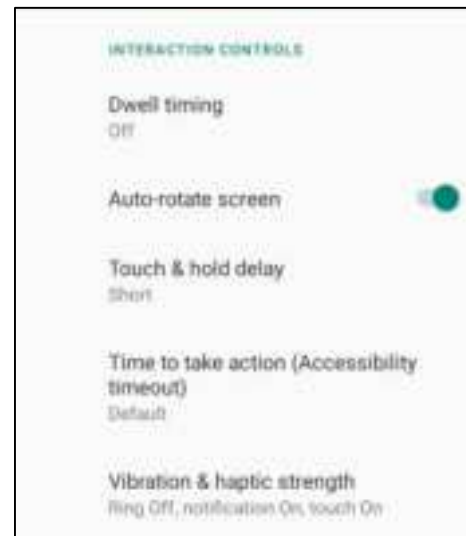 INTERACTION CONTROLS
Dwell timing
Off
Auto-rotate screen
Touch & hold delay
Short
Time to take action (Accessibility
timeout)
Default
Vibration & haptic strength
Ring Off, notification On, touch On